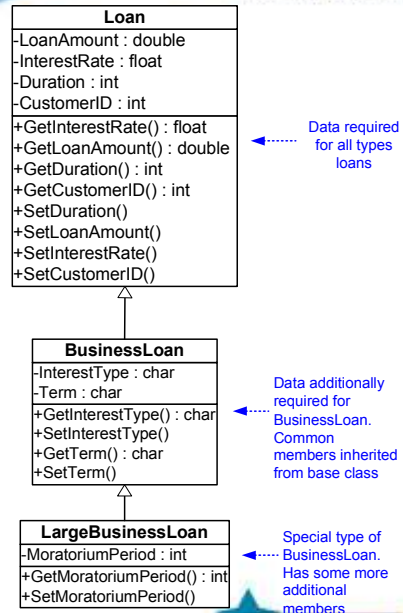 Loan
-LoanAmount : double
-InterestRate : float
-Duration : int
-CustomerID : int
+GetInterestRate() : float
+GetLoanAmount() : double
+GetDuration() : int
+GetCustomerID() : int
+SetDuration()
+SetLoanAmount()
+SetInterestRate()
+SetCustomerID()
Data required
for all types
loans
BusinessLoan
-InterestType : char
-Term : char
+GetInterestType() : char
+SetInterestType()
+GetTerm() : char
+SetTerm()
Data additionally
required for
BusinessLoan.
Common
members inherited
from base class
LargeBusinessLoan
-MoratoriumPeriod : int
+GetMoratoriumPeriod() : int
+SetMoratoriumPeriod()
Special type of
BusinessLoan.
Has some more
additional
members